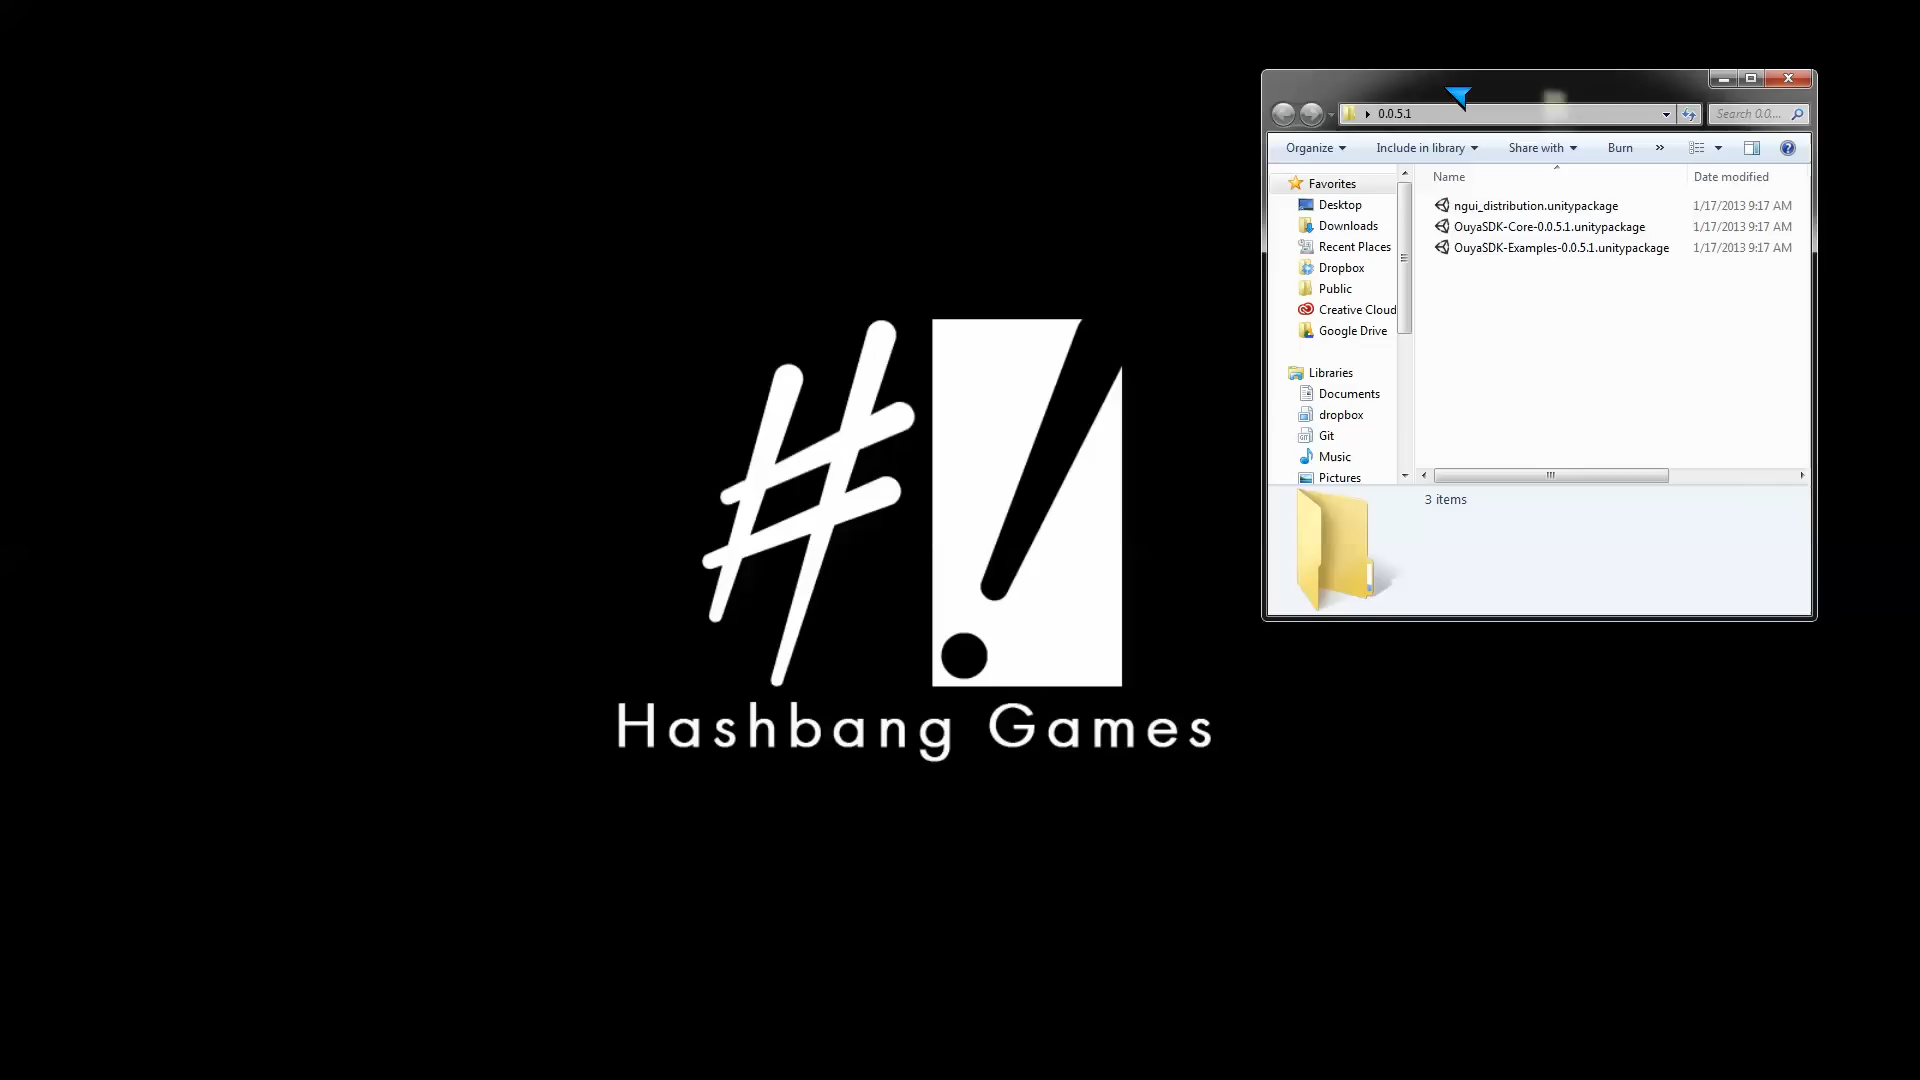 0.0.5.1
Search 0.0....
Organize
Include in library
Share with
Burn
»
Name
Date modified
Favorites
Desktop
Downloads
Recent Places
Dropbox
Public
Creative Cloud
Google Drive
Libraries
Documents
dropbox
Git
Music
Pictures
ngui_distribution.unitypackage 1/17/2013 9:17 AM
OuyaSDK-Core-0.0.5.1.unitypackage 1/17/2013 9:17 AM
OuyaSDK-Examples-0.0.5.1.unitypackage 1/17/2013 9:17 AM
3 items
#!
Hashbang Games